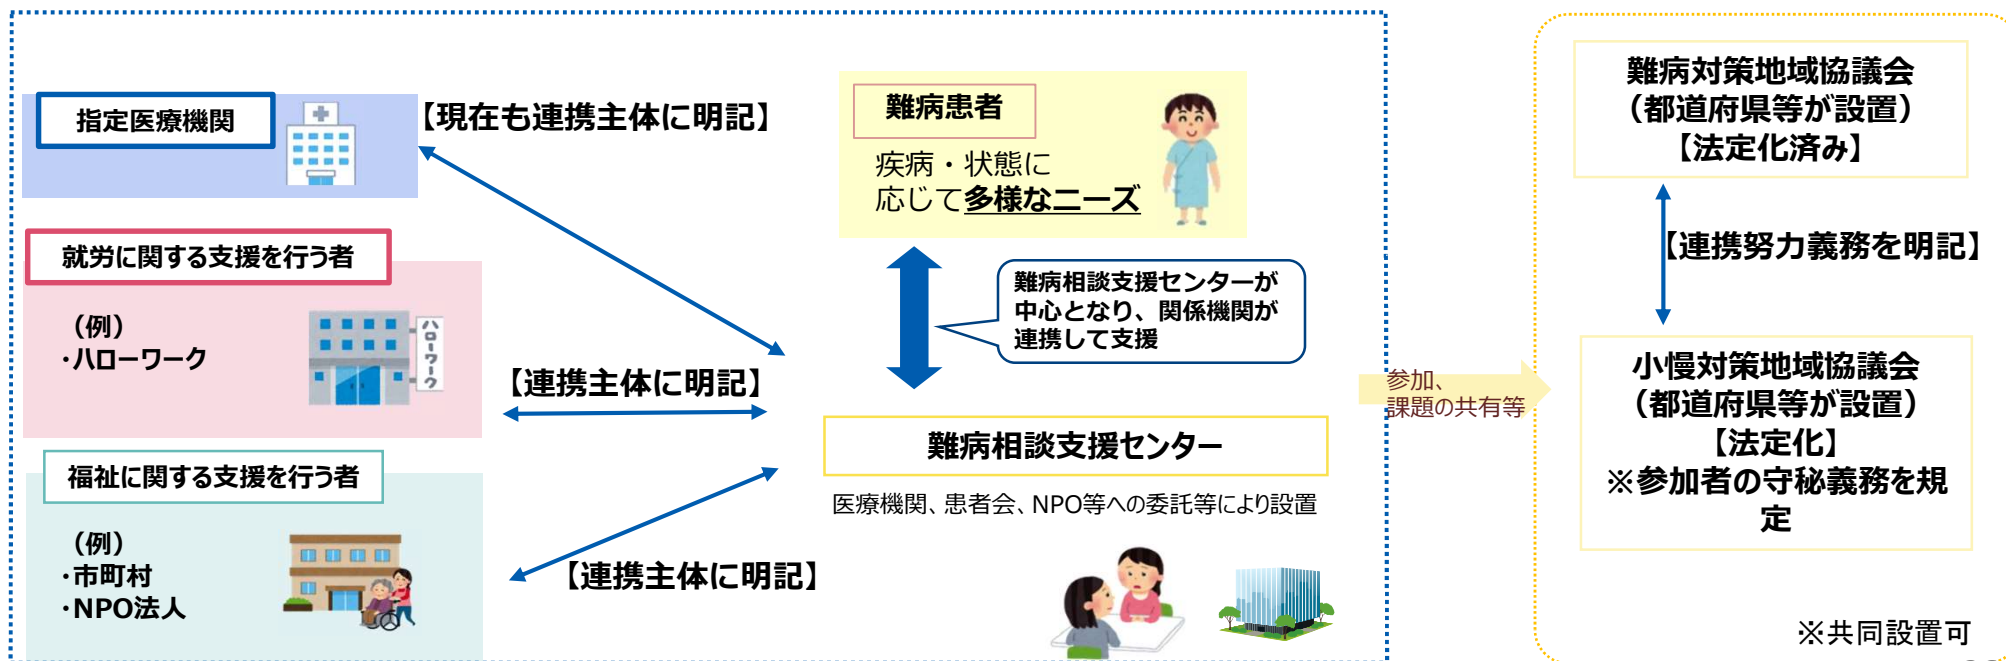 指定医療機関
【現在も連携主体に明記】
就労に関する支援を行う者
（例）
・ハローワーク
ハローワーク
【連携主体に明記】
福祉に関する支援を行う者
（例）
・市町村
・NPO法人
【連携主体に明記】
難病患者
疾病・状態に
応じて多様なニーズ
難病相談支援センターが
中心となり、関係機関が
連携して支援
難病相談支援センター
医療機関、患者会、NPO等への委託等により設置
参加、
課題の共有等
難病対策地域協議会
（都道府県等が設置）
【法定化済み】
【連携努力義務を明記】
小慢対策地域協議会
（都道府県等が設置）
【法定化】
※参加者の守秘義務を規
定
※共同設置可